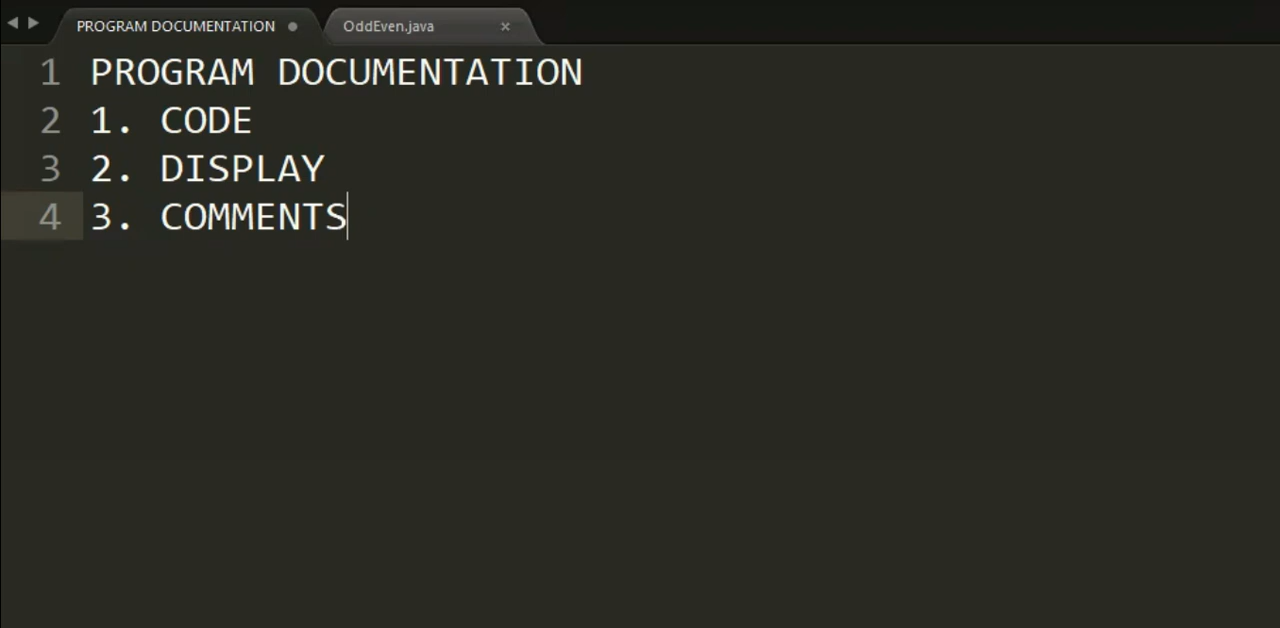 PROGRAM DOCUMENTATION OddEven.java ×
1 PROGRAM DOCUMENTATION
2 1. CODE
3 2. DISPLAY
4 3. COMMENTS